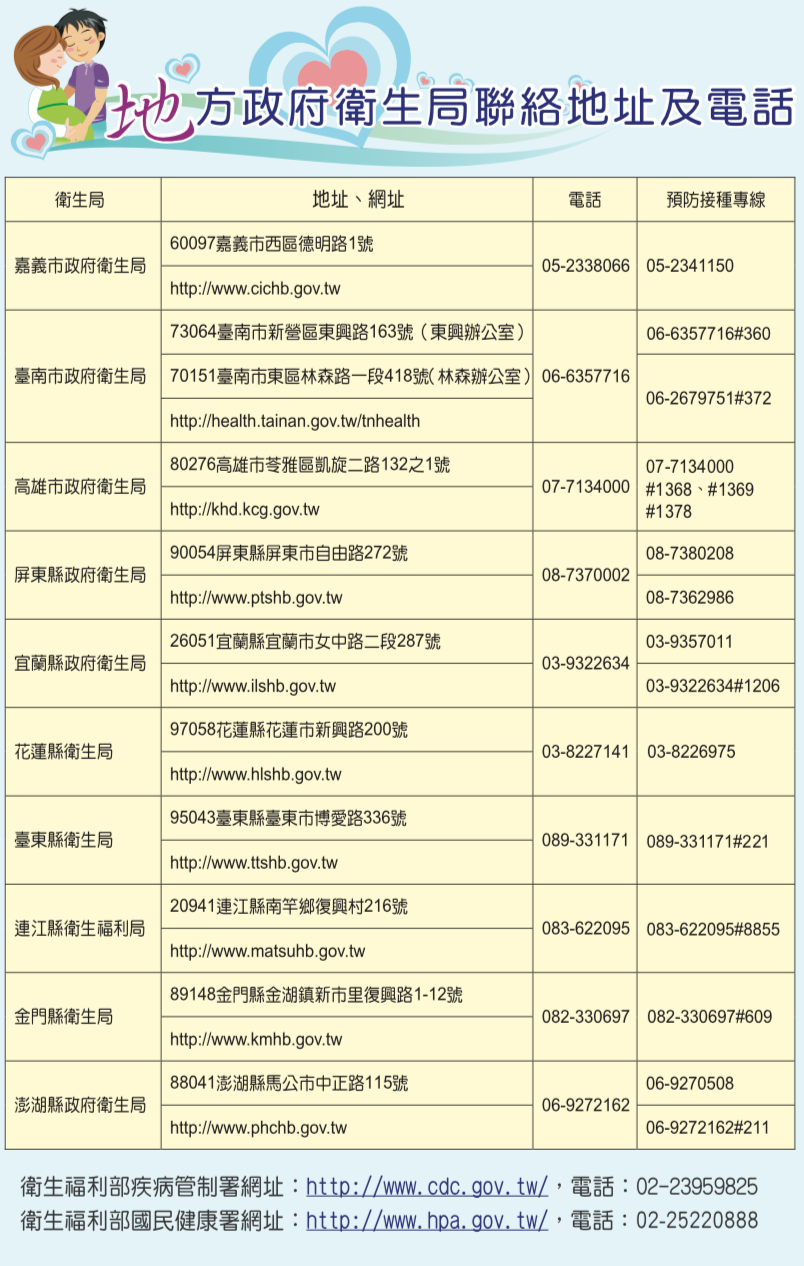 地方政府衛生局聯絡地址及電話
衛生局 地址、網址 電話 預防接種專線
嘉義市政府衛生局 60097嘉義市西區德明路1號 05-2338066 05-2341150
http://www.cichb.gov.tw
臺南市政府衛生局 73064臺南市新營區東興路163號（東興辦公室） 06-6357716 06-6357716#360
70151臺南市東區林森路一段418號（林森辦公室） 06-2679751#372
http://health.tainan.gov.tw/tnhealth
高雄市政府衛生局 80276高雄市苓雅區凱旋二路132之1號 07-7134000 07-7134000
#1368、#1369
#1378
http://khd.kcg.gov.tw
屏東縣政府衛生局 90054屏東縣屏東市自由路272號 08-7370002 08-7380208
http://www.ptshb.gov.tw 08-7362986
宜蘭縣政府衛生局 26051宜蘭縣宜蘭市女中路二段287號 03-9322634 03-9357011
http://www.ilshb.gov.tw 03-9322634#1206
花蓮縣衛生局 97058花蓮縣花蓮市新興路200號 03-8227141 03-8226975
http://www.hlshb.gov.tw
臺東縣衛生局 95043臺東縣臺東市博愛路336號 089-331171 089-331171#221
http://www.ttshb.gov.tw
連江縣衛生福利局 20941連江縣南竿鄉復興村216號 083-622095 083-622095#8855
http://www.matsuhb.gov.tw
金門縣衛生局 89148金門縣金湖鎮新市里復興路1-12號 082-330697 082-330697#609
http://www.kmhb.gov.tw
澎湖縣政府衛生局 88041澎湖縣馬公市中正路115號 06-9272162 06-9270508
http://www.phchb.gov.tw 06-9272162#211
衛生福利部疾病管制署網址：http://www.cdc.gov.tw/，電話：02-23959825
衛生福利部國民健康署網址：http://www.hpa.gov.tw/，電話：02-25220888